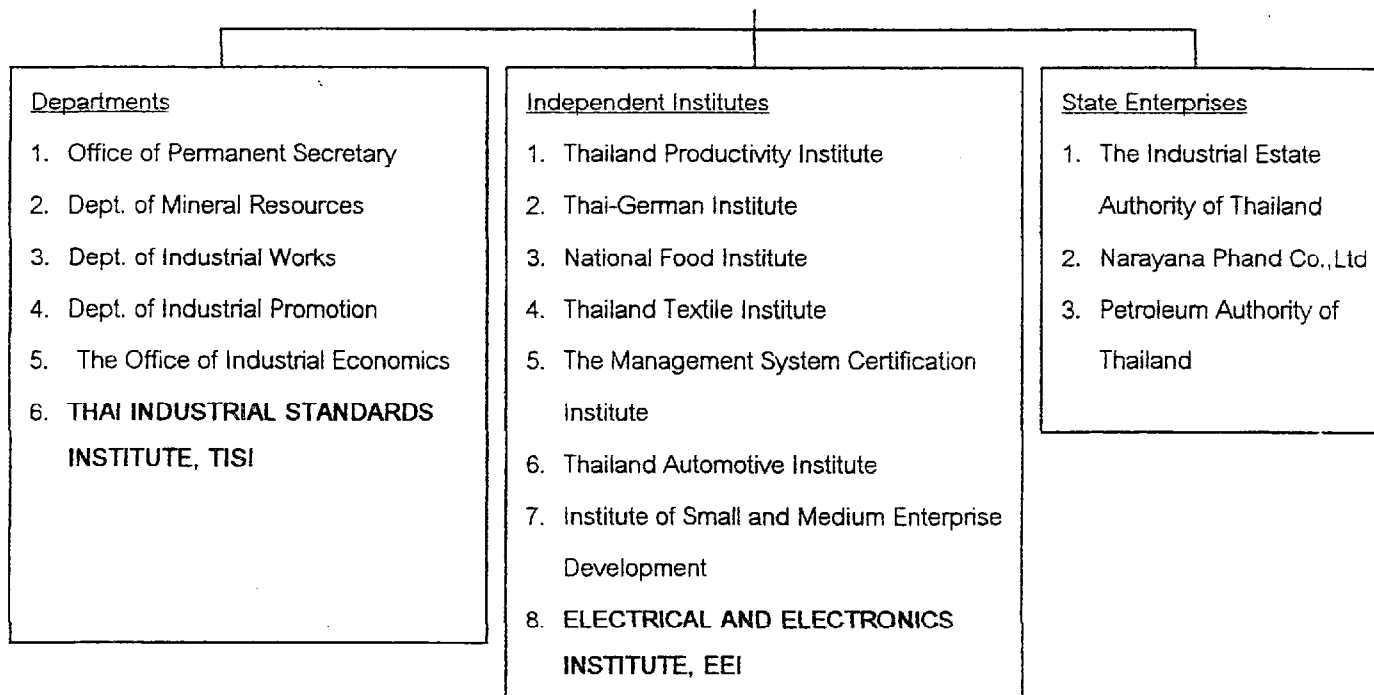 Departments
1. Office of Permanent Secretary
2. Dept. of Mineral Resources
3. Dept. of Industrial Works
4. Dept. of Industrial Promotion
5. The Office of Industrial Economics
6. THAI INDUSTRIAL STANDARDS
INSTITUTE, TISI
Independent Institutes
1. Thailand Productivity Institute
2. Thai-German Institute
3. National Food Institute
4. Thailand Textile Institute
5. The Management System Certification
Institute
6. Thailand Automotive Institute
7. Institute of Small and Medium Enterprise
Development
8. ELECTRICAL AND ELECTRONICS
INSTITUTE, EEI
State Enterprises
1. The Industrial Estate
Authority of Thailand
2. Narayana Phand Co.,Ltd
3. Petroleum Authority of
Thailand